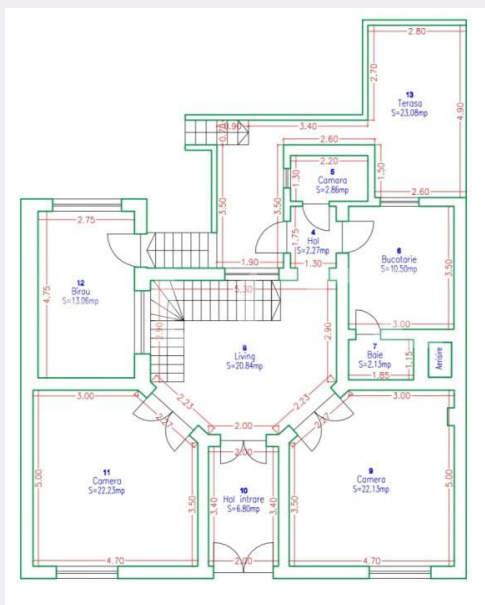 2.80
13
Terasa
S=23.08mp
2.70
4.90
0.70
0.90
3.40
2.60
2.20
5
Camara
S=2.86mp
1.30
1.50
2.60
3.50
3.50
1.75
4
Hol
S=2.27mp
1.30
1.90
2.75
12
Birou
S=13.06mp
4.75
6
Bucatarie
S=10.50mp
3.50
3.00
5.30
2.90
2.90
8
Living
S=20.84mp
7
Baie
S=2.13mp
1.15
1.85
Aerisire
2.23
2.23
2.00
3.00
2.27
2.27
3.00
11
Camera
S=22.23mp
5.00
3.50
4.70
2.00
10
Hol intrare
S=6.80mp
3.40
3.40
2.00
9
Camera
S=22.13mp
3.50
5.00
4.70